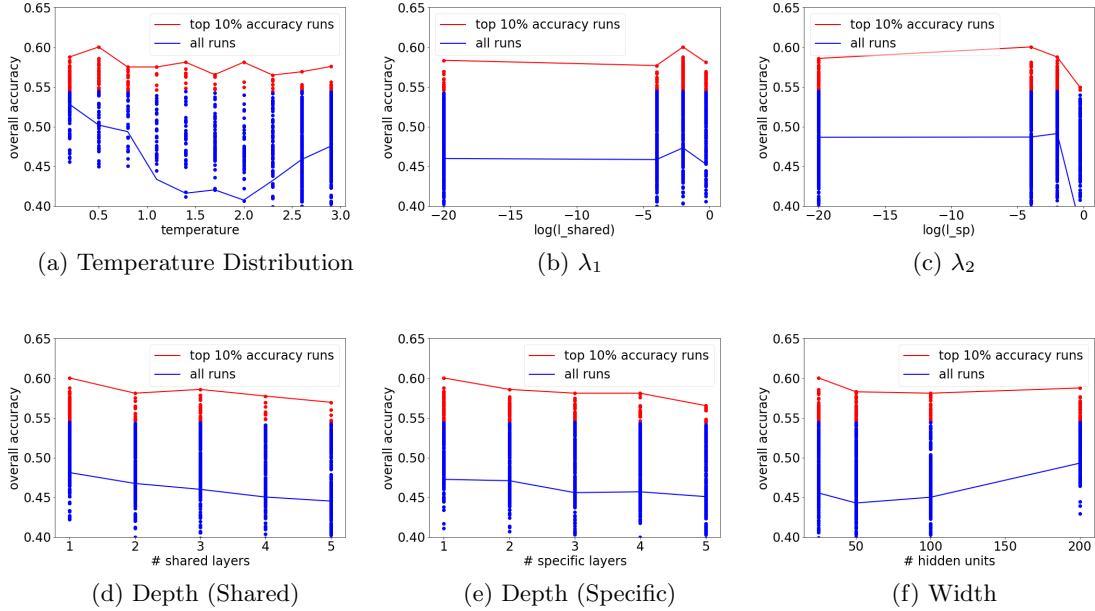 0.65
0.60
0.55
0.50
0.45
0.40
overall accuracy
top 10% accuracy runs
all runs
0.5 1.0 1.5 2.0 2.5 3.0
temperature
(a) Temperature Distribution
0.65
0.60
0.55
0.50
0.45
0.40
overall accuracy
top 10% accuracy runs
all runs
−20 −15 −10 −5 0
log(l_shared)
(b) λ₁
0.65
0.60
0.55
0.50
0.45
0.40
overall accuracy
top 10% accuracy runs
all runs
−20 −15 −10 −5 0
log(l_sp)
(c) λ₂
0.65
0.60
0.55
0.50
0.45
0.40
overall accuracy
top 10% accuracy runs
all runs
1 2 3 4 5
# shared layers
(d) Depth (Shared)
0.65
0.60
0.55
0.50
0.45
0.40
overall accuracy
top 10% accuracy runs
all runs
1 2 3 4 5
# specific layers
(e) Depth (Specific)
0.65
0.60
0.55
0.50
0.45
0.40
overall accuracy
top 10% accuracy runs
all runs
50 100 150 200
# hidden units
(f) Width